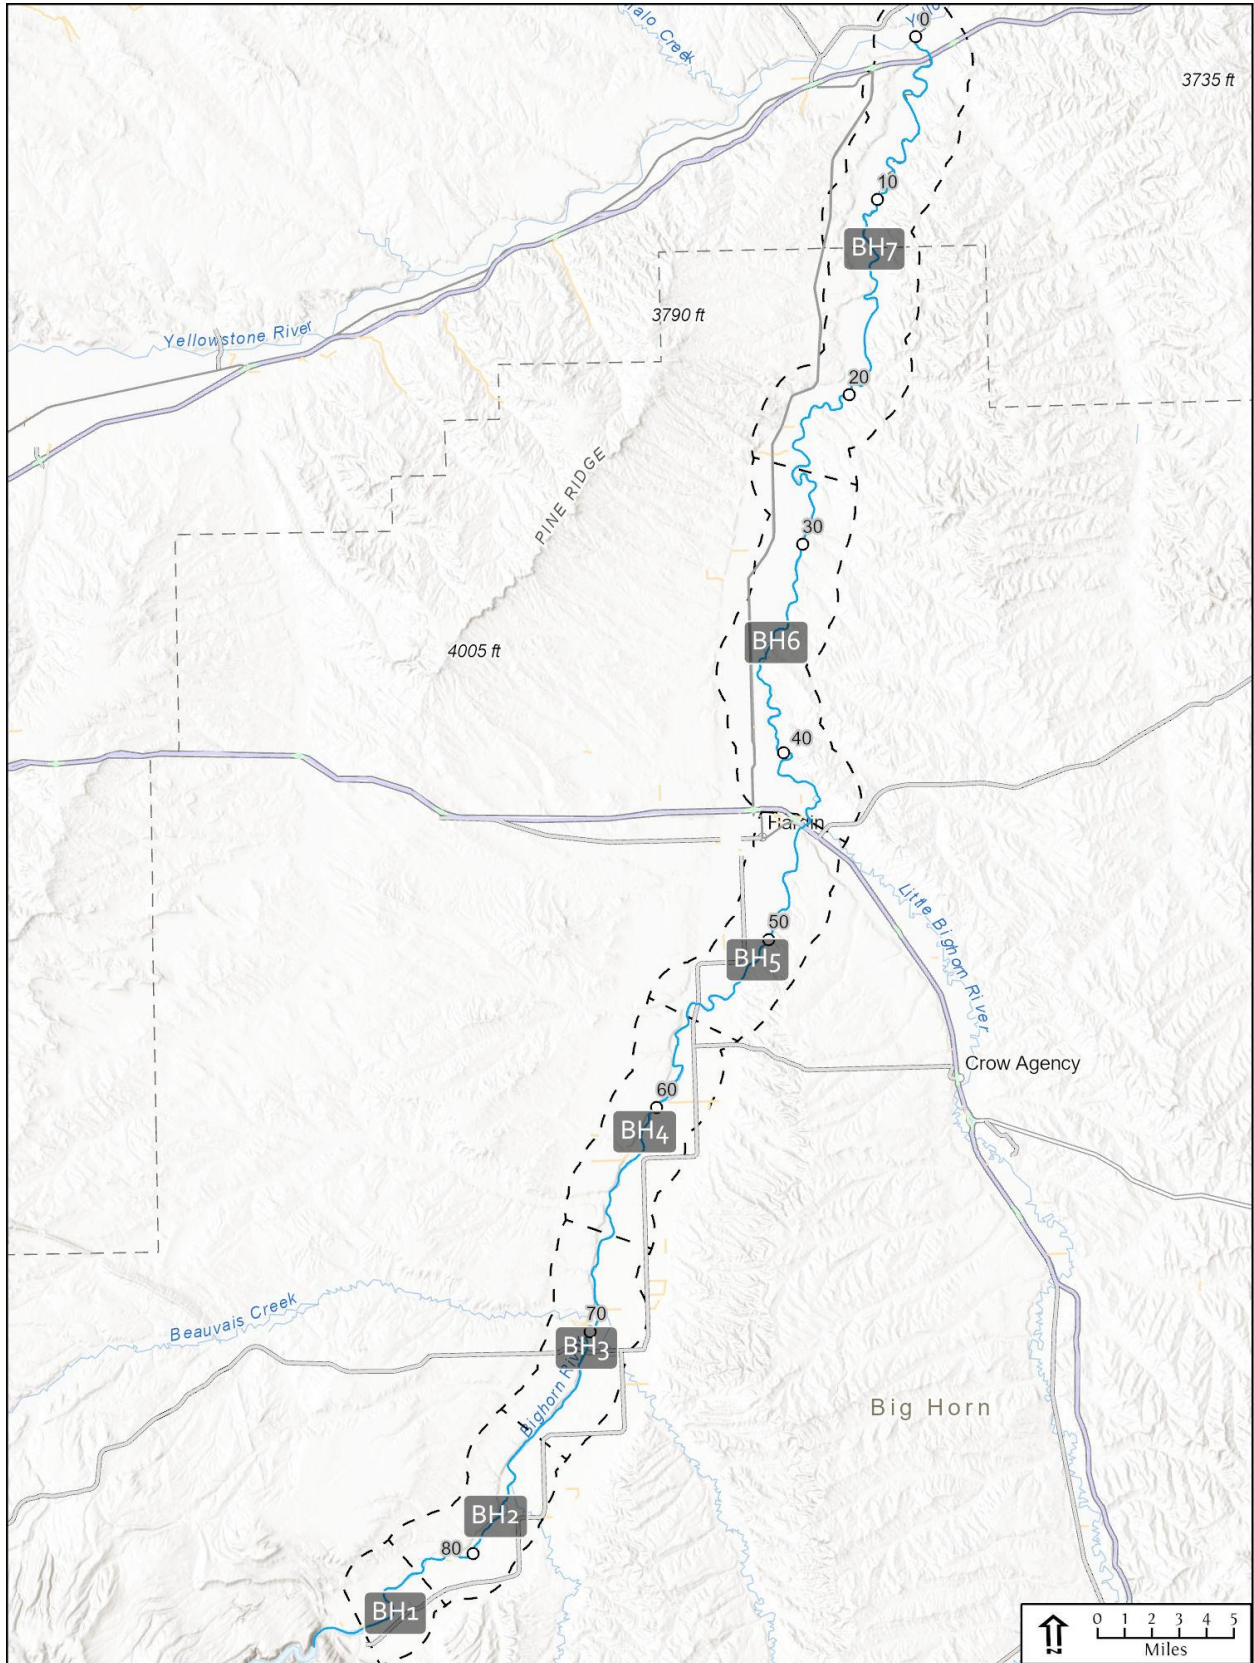 0
Creek
3735 ft
10
BH7
3790 ft
Yellowstone River
20
PINE RIDGE
30
BH6
4005 ft
40
Hardin
Little Bighorn River
50
BH5
Crow Agency
60
BH4
Beauvais Creek
70
BH3
Bighorn
Big Horn
BH2
80
BH1
0 1 2 3 4 5
Miles
N